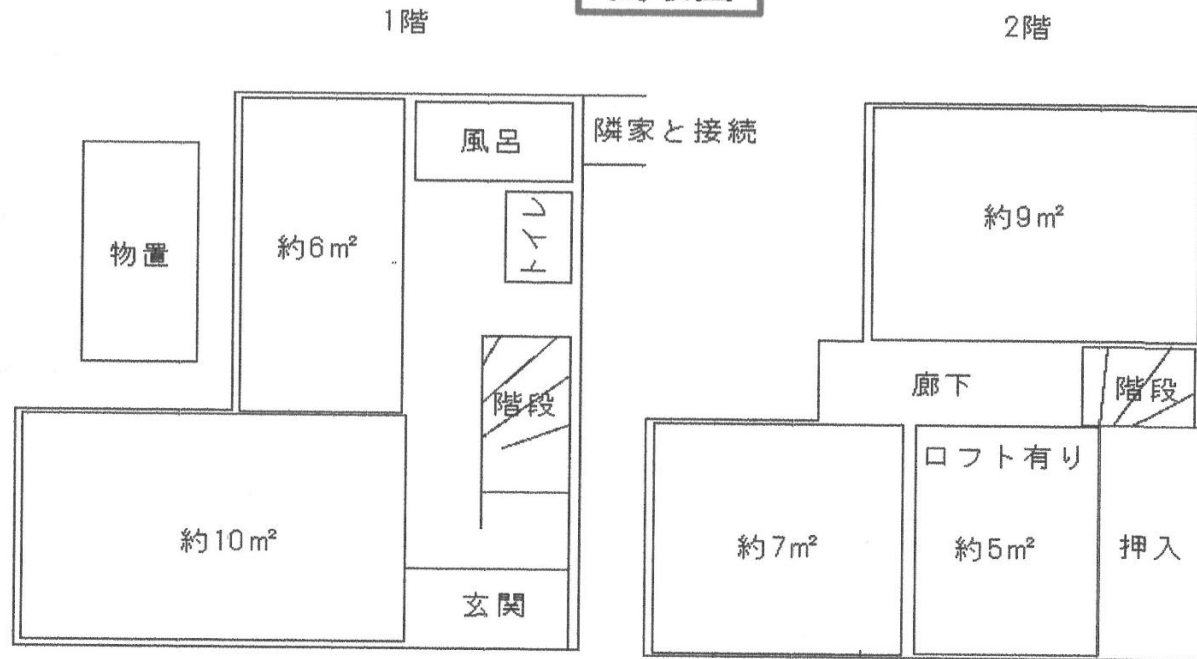 1階
2階
風呂
隣家と接続
トイレ
物置
約6㎡
約9㎡
廊下
階段
階段
ロフト有り
約10㎡
約7㎡
約5㎡
押入
玄関